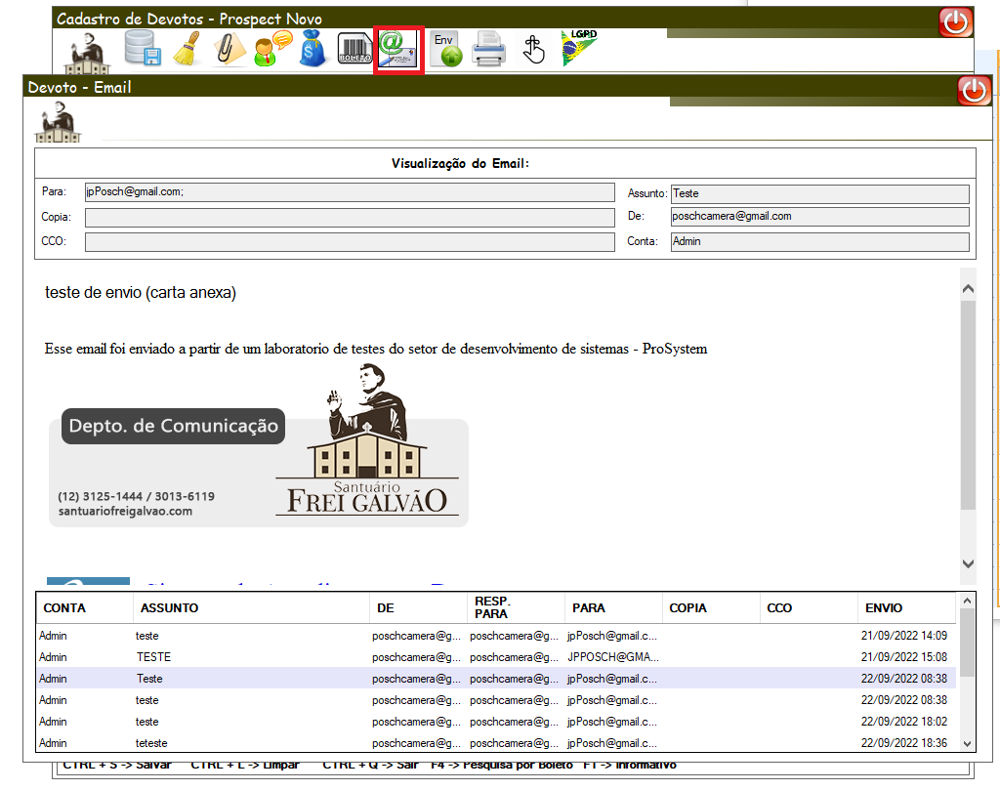 Cadastro de Devotos - Prospect Novo
BOLETO
Env
LGPD
Devoto - Email
Visualização do Email:
Para: jpPosch@gmail.com; Assunto: Teste
Copia: De: poschcamera@gmail.com
CCO: Conta: Admin
teste de envio (carta anexa)
Esse email foi enviado a partir de um laboratorio de testes do setor de desenvolvimento de sistemas - ProSystem
Depto. de Comunicação
(12) 3125-1444 / 3013-6119
santuariofreigalvao.com
Santuário
FREI GALVÃO
CONTA ASSUNTO DE RESP. PARA PARA COPIA CCO ENVIO
Admin teste poschcamera@g... poschcamera@g... jpPosch@gmail.c... 21/09/2022 14:09
Admin TESTE poschcamera@g... poschcamera@g... JPPOSCH@GMA... 21/09/2022 15:08
Admin Teste poschcamera@g... poschcamera@g... jpPosch@gmail.c... 22/09/2022 08:38
Admin teste poschcamera@g... poschcamera@g... jpPosch@gmail.c... 22/09/2022 08:38
Admin teste poschcamera@g... poschcamera@g... jpPosch@gmail.c... 22/09/2022 18:02
Admin teteste poschcamera@g... poschcamera@g... jpPosch@gmail.c... 22/09/2022 18:36
CTRL + S -> Salvar CTRL + L -> Limpar CTRL + Q -> Sair F4 -> Pesquisa por Boleto F1 -> Informativo